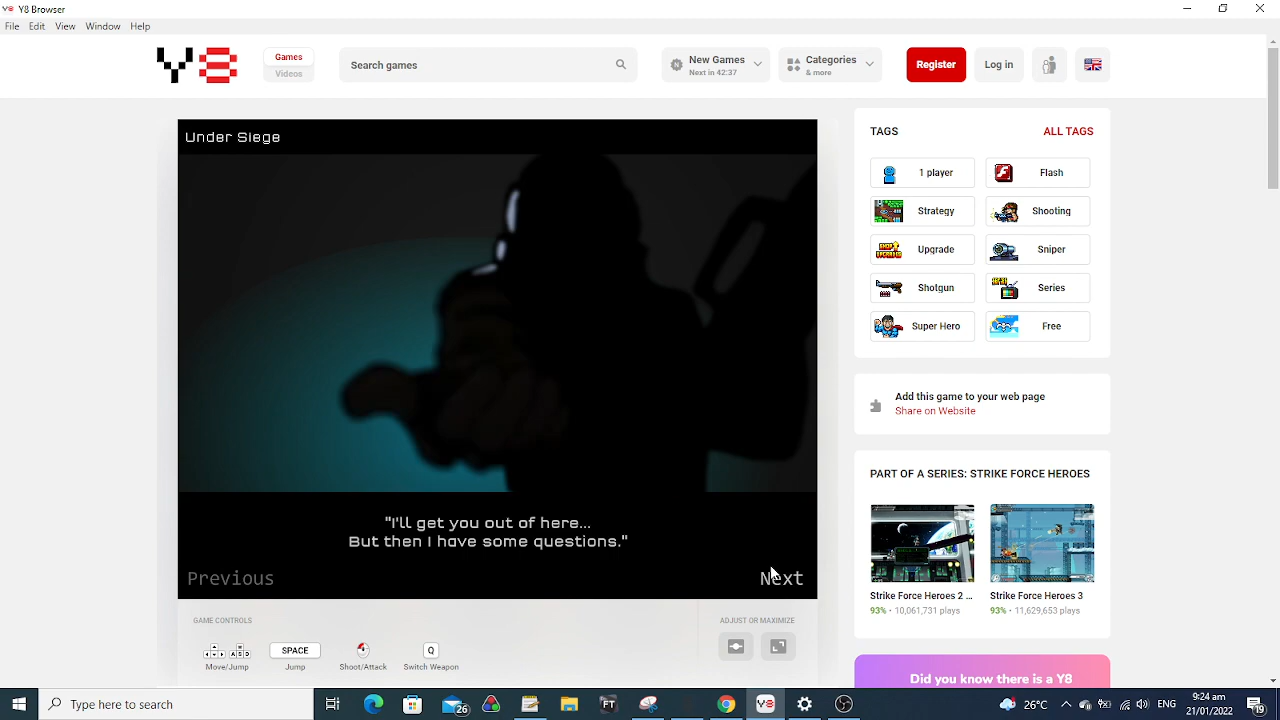 Y8 Browser
File Edit View Window Help
Y8
Games
Videos
Search games
N
New Games
Next in 42:37
Categories
& more
Register
Log in
Under Siege
"I'll get you out of here...
But then I have some questions."
Previous
Next
GAME CONTROLS
ADJUST OR MAXIMIZE
Move/Jump
SPACE
Jump
Shoot/Attack
Q
Switch Weapon
TAGS
ALL TAGS
1 player
Flash
Strategy
Shooting
Upgrade
Sniper
Shotgun
Series
Super Hero
Free
Add this game to your web page
Share on Website
PART OF A SERIES: STRIKE FORCE HEROES
Strike Force Heroes 2 ...
93% • 10,061,731 plays
Strike Force Heroes 3
93% • 11,629,653 plays
Did you know there is a Y8
Type here to search
26
FT
Y8
26°C
ENG
9:24 am
21/01/2022